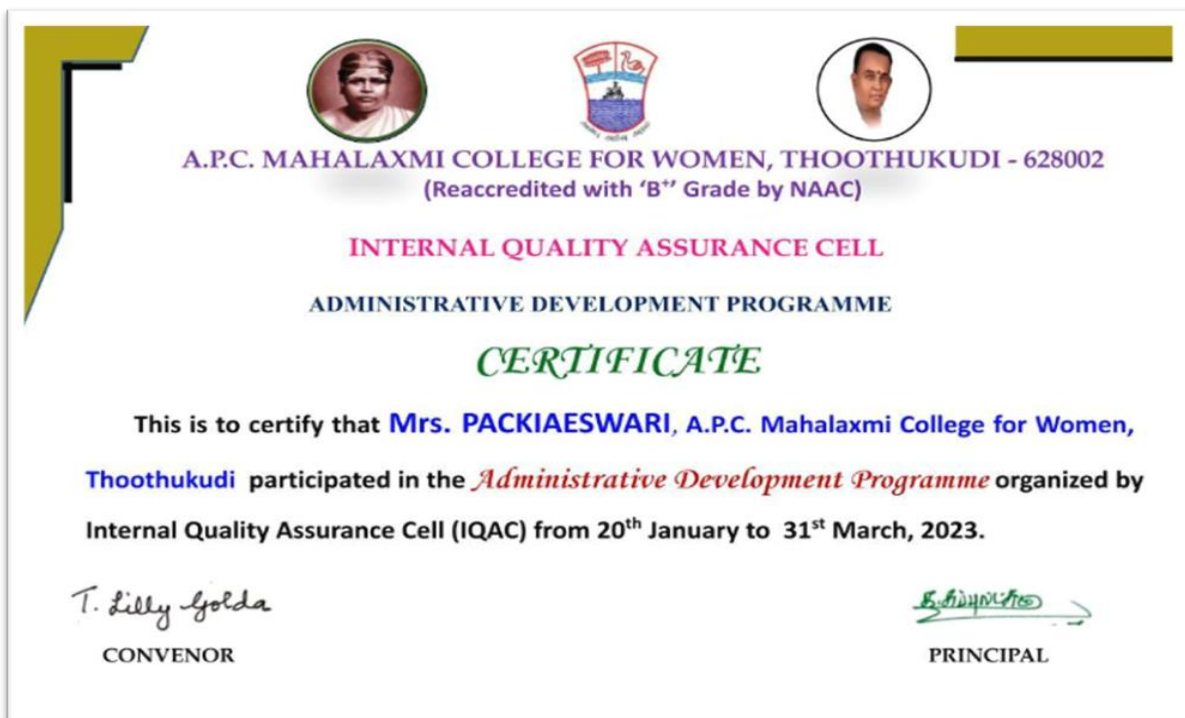 A.P.C. MAHALAXMI COLLEGE FOR WOMEN, THOOTHUKUDI - 628002
(Reaccredited with ‘B⁺’ Grade by NAAC)
INTERNAL QUALITY ASSURANCE CELL
ADMINISTRATIVE DEVELOPMENT PROGRAMME
CERTIFICATE
This is to certify that Mrs. PACKIAESWARI, A.P.C. Mahalaxmi College for Women,
Thoothukudi participated in the Administrative Development Programme organized by
Internal Quality Assurance Cell (IQAC) from 20th January to 31st March, 2023.
T. Lilly Golda
CONVENOR
PRINCIPAL